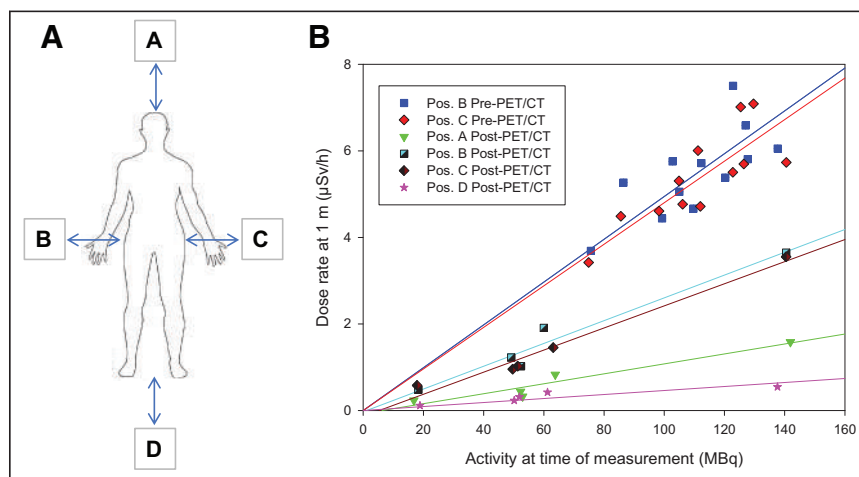 A
A
B
C
D
B
8
6
4
2
0
Dose rate at 1 m (µSv/h)
Pos. B Pre-PET/CT
Pos. C Pre-PET/CT
Pos. A Post-PET/CT
Pos. B Post-PET/CT
Pos. C Post-PET/CT
Pos. D Post-PET/CT
0 20 40 60 80 100 120 140 160
Activity at time of measurement (MBq)